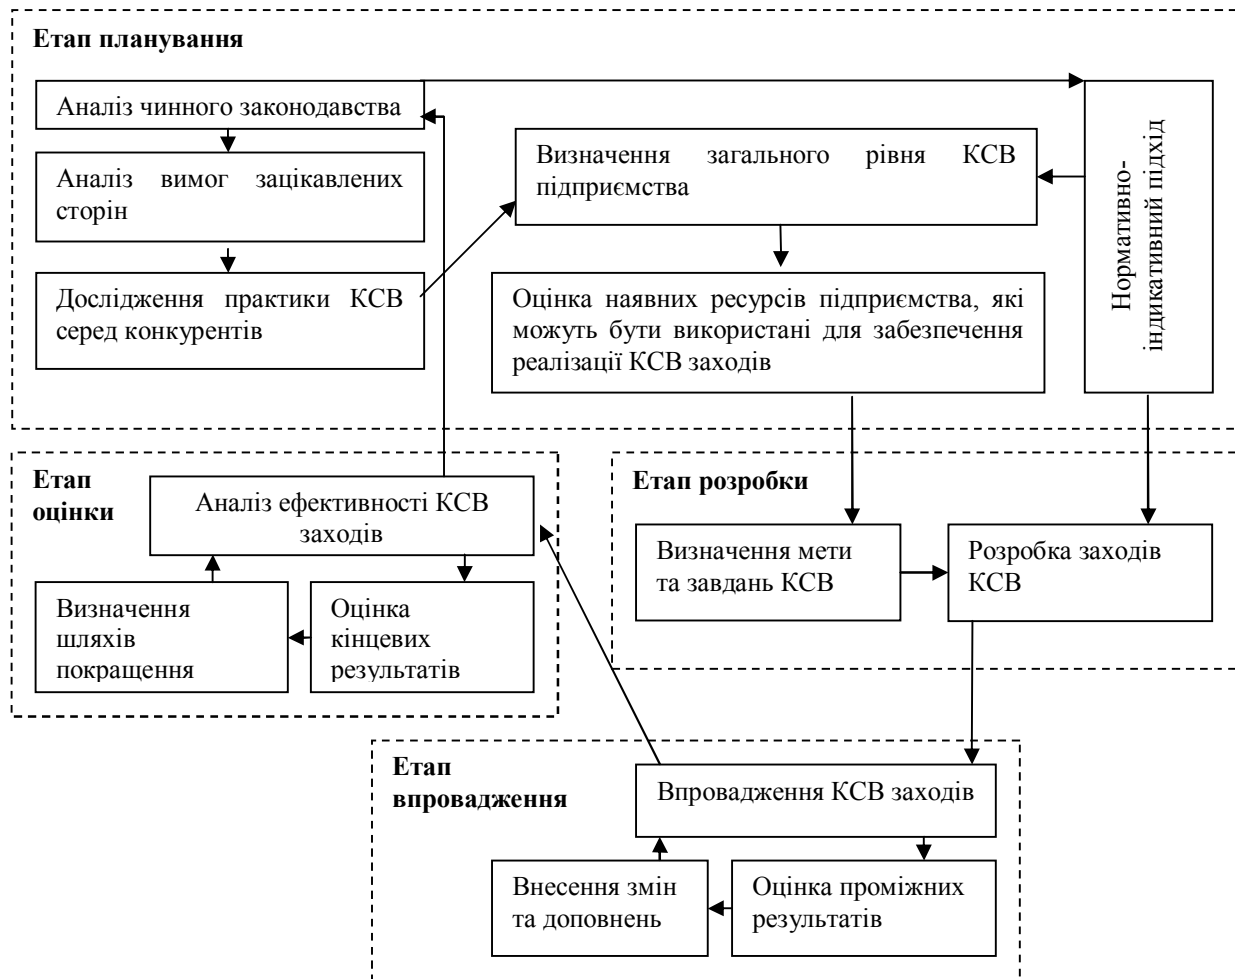 Етап планування
Аналіз чинного законодавства
Аналіз вимог зацікавлених
сторін
Дослідження практики КСВ
серед конкурентів
Визначення загального рівня КСВ
підприємства
Оцінка наявних ресурсів підприємства, які
можуть бути використані для забезпечення
реалізації КСВ заходів
Нормативно-
індикативний підхід
Етап
оцінки
Аналіз ефективності КСВ
заходів
Визначення
шляхів
покращення
Оцінка
кінцевих
результатів
Етап розробки
Визначення мети
та завдань КСВ
Розробка заходів
КСВ
Етап
впровадження
Впровадження КСВ заходів
Внесення змін
та доповнень
Оцінка проміжних
результатів